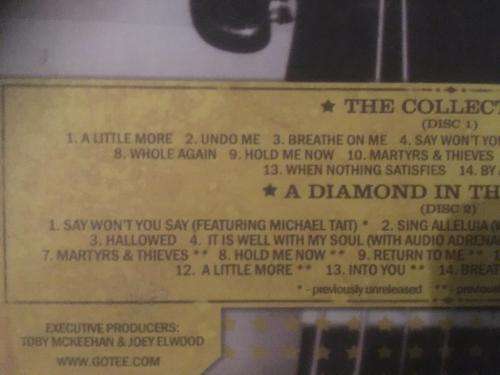 ★ THE COLLECT
(DISC 1)
1. A LITTLE MORE 2. UNDO ME 3. BREATHE ON ME 4. SAY WON'T YOU
8. WHOLE AGAIN 9. HOLD ME NOW 10. MARTYRS & THIEVES
13. WHEN NOTHING SATISFIES 14. BY
★ A DIAMOND IN TH
(DISC 2)
1. SAY WON'T YOU SAY (FEATURING MICHAEL TAIT) * 2. SING ALLELUIA (W
3. HALLOWED 4. IT IS WELL WITH MY SOUL (WITH AUDIO ADRENA
7. MARTYRS & THIEVES ** 8. HOLD ME NOW ** 9. RETURN TO ME ** 1
12. A LITTLE MORE ** 13. INTO YOU ** 14. BREAT
* - previously unreleased ** - previous
EXECUTIVE PRODUCERS:
TOBY MCKEEHAN & JOEY ELWOOD
WWW.GOTEE.COM